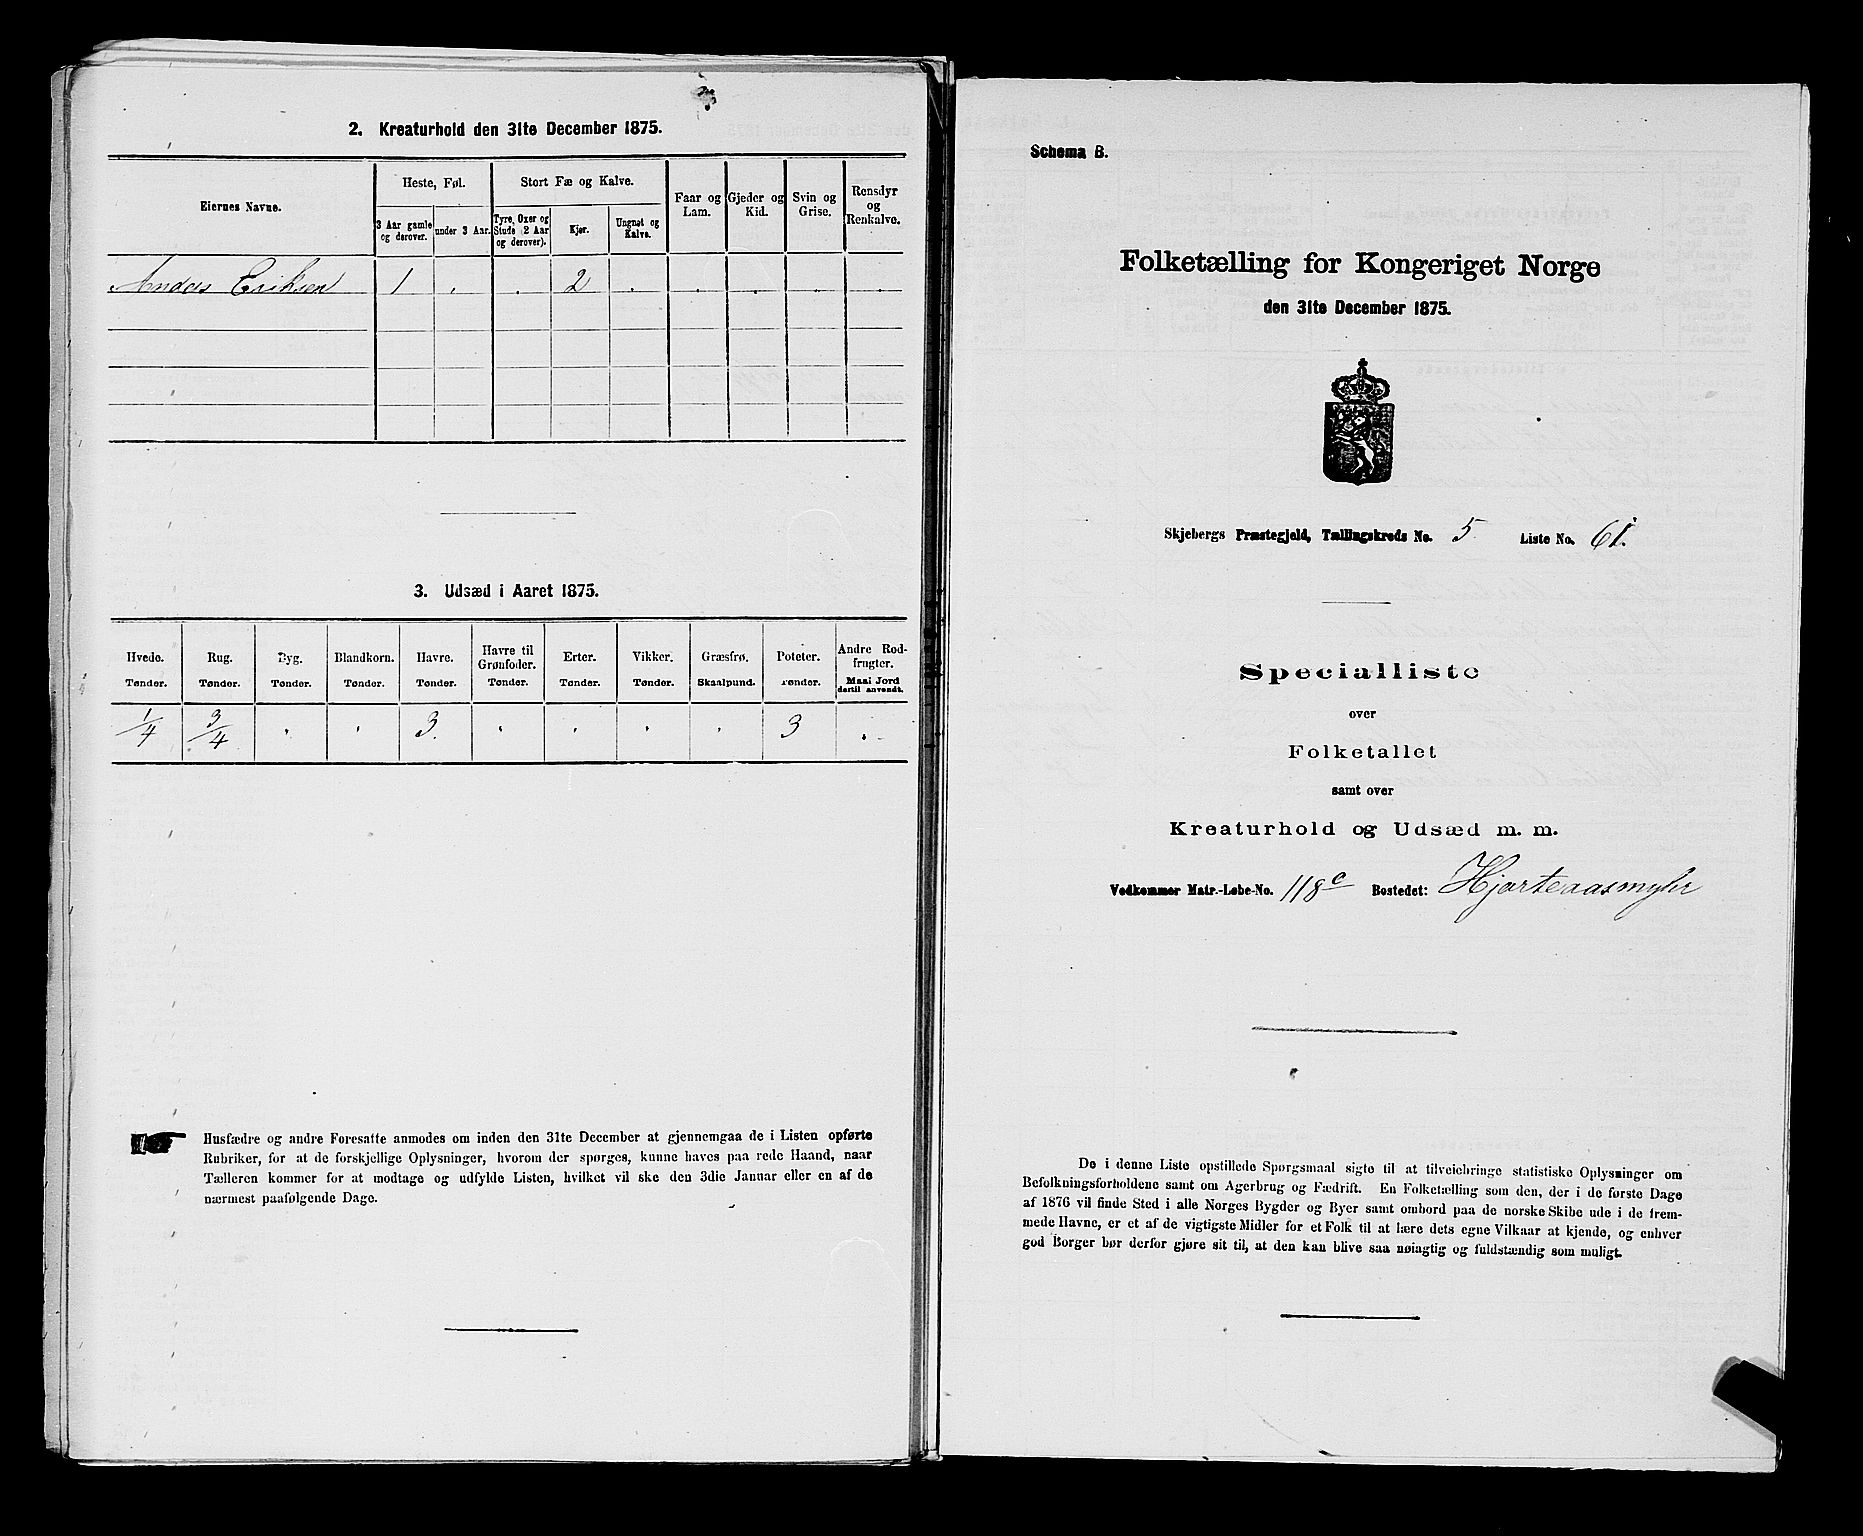 2. Kreaturhold den 31te December 1875.
Eiernes Navne.
Heste, Føl.
Stort Fæ og Kalve.
Faar og Lam.
Gjeder og Kid.
Svin og Grise.
Rensdyr og Renkalve.
3 Aar gamle og derover.
under 3 Aar.
Tyre, Oxer og Stude (2 Aar og derover).
Kjør.
Ungnøt og Kalve.
Anders Eriksen 1 " " 2 " " " " "
3. Udsæd i Aaret 1875.
Hvede. Rug. Byg. Blandkorn. Havre. Havre til Grønfoder. Erter. Vikker. Græsfrø. Poteter. Andre Rodfrugter.
Tønder. Tønder. Tønder. Tønder. Tønder. Tønder. Tønder. Tønder. Skaalpund. Tønder. Maal Jord dertil anvendt.
1/4 3/4 " " 3. " " " " 3 "
Husfædre og andre Foresatte anmodes om inden den 31te December at gjennemgaa de i Listen opførte
Rubriker, for at de forskjellige Oplysninger, hvorom der spørges, kunne haves paa rede Haand, naar
Tælleren kommer for at modtage og udfylde Listen, hvilket vil ske den 3die Januar eller en af de
nærmest paafølgende Dage.
Schema B.
Folketælling for Kongeriget Norge
den 31te December 1875.
Skjebergs Præstegjeld, Tællingskreds No. 5. Liste No. 61.
Specialliste
over
Folketallet
samt over
Kreaturhold og Udsæd m. m.
Vedkommer Matr.-Løbe-No. 118c Bostedet: Hjorteaasmyhr
De i denne Liste opstillede Spørgsmaal sigte til at tilveiebringe statistiske Oplysninger om
Befolkningsforholdene samt om Agerbrug og Fædrift. En Folketælling som den, der i de første Dage
af 1876 vil finde Sted i alle Norges Bygder og Byer samt ombord paa de norske Skibe ude i de frem-
mede Havne, er et af de vigtigste Midler for et Folk til at lære dets egne Vilkaar at kjende, og enhver
god Borger bør derfor gjøre sit til, at den kan blive saa nøiagtig og fuldstændig som muligt.